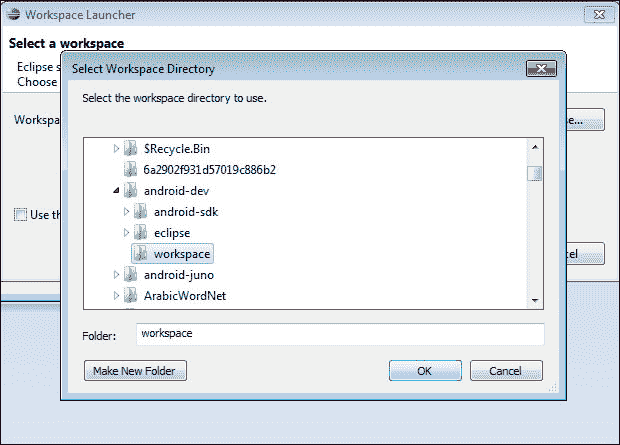 Workspace Launcher
Select a workspace
Eclipse s
Choose
Workspa
Use th
Select Workspace Directory
Select the workspace directory to use.
$Recycle.Bin
6a2902f931d57019c886b2
android-dev
android-sdk
eclipse
workspace
android-juno
ArabicWordNet
Folder: workspace
Make New Folder OK Cancel
e...
cel